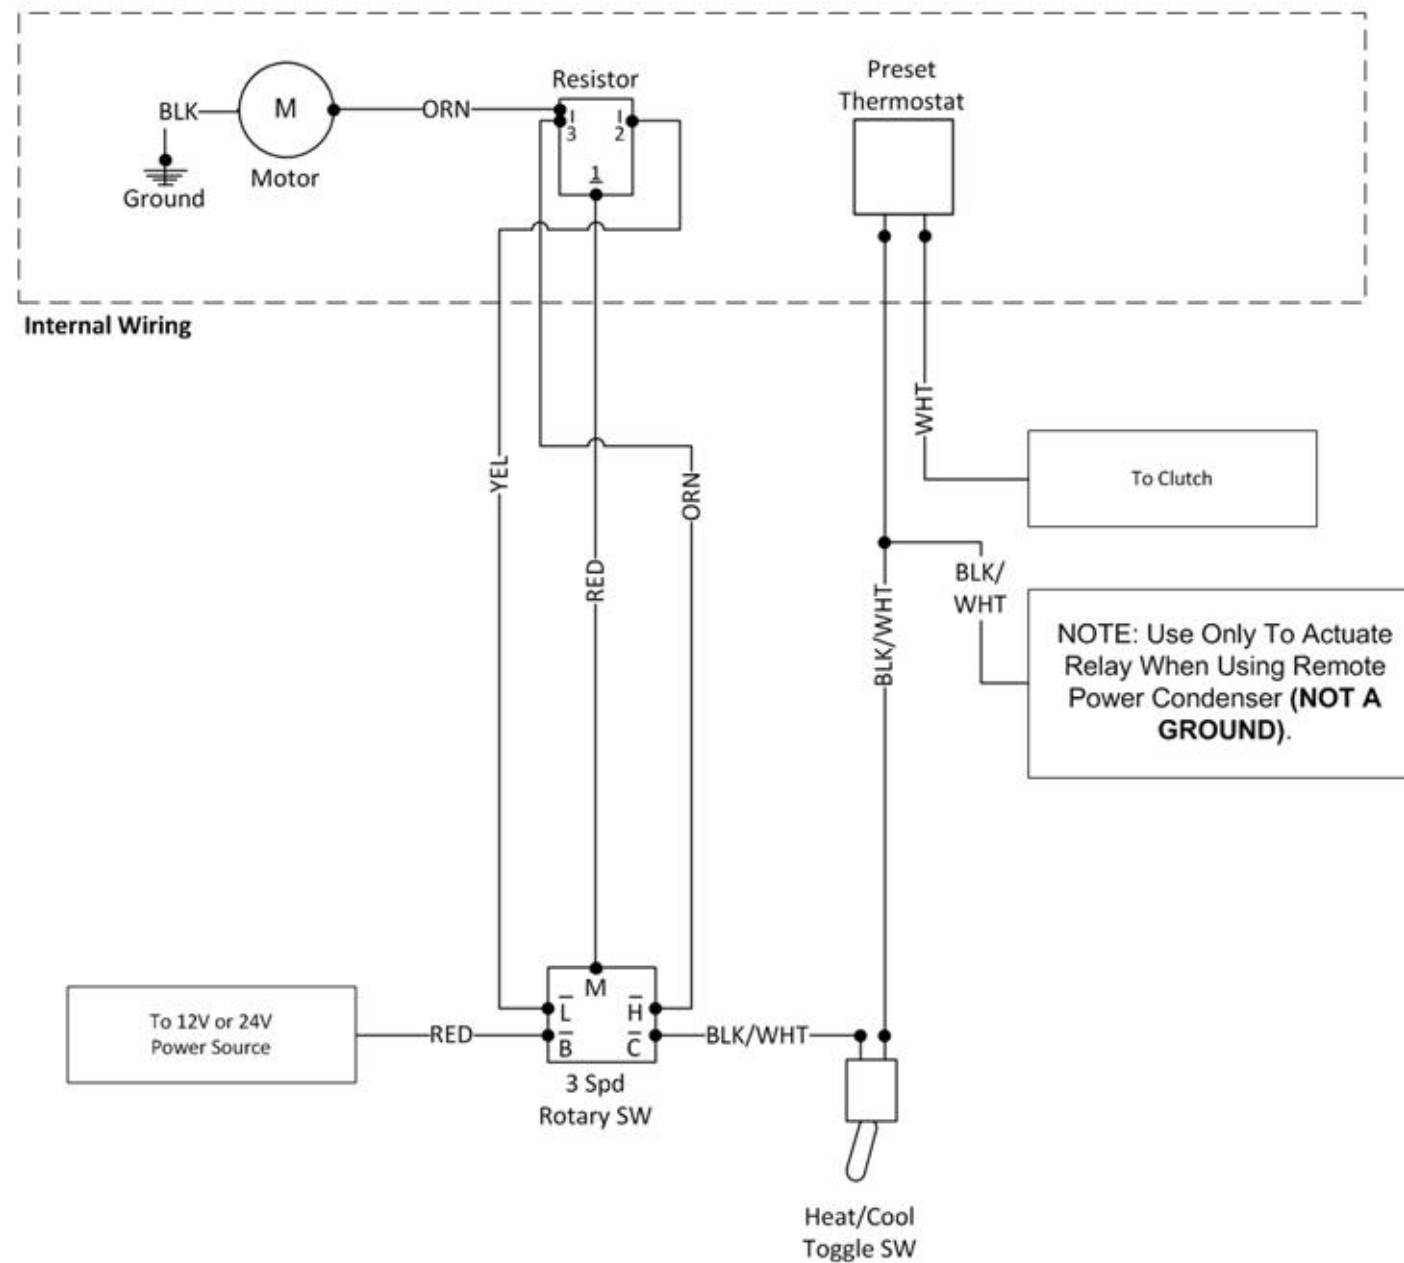 Resistor
Preset
Thermostat
BLK
M
ORN
3
2
1
Motor
Ground
Internal Wiring
WHT
YEL
ORN
To Clutch
RED
BLK/WHT
BLK/
WHT
NOTE: Use Only To Actuate
Relay When Using Remote
Power Condenser (NOT A
GROUND).
M
L
H
To 12V or 24V
Power Source
RED
B
C
BLK/WHT
3 Spd
Rotary SW
Heat/Cool
Toggle SW